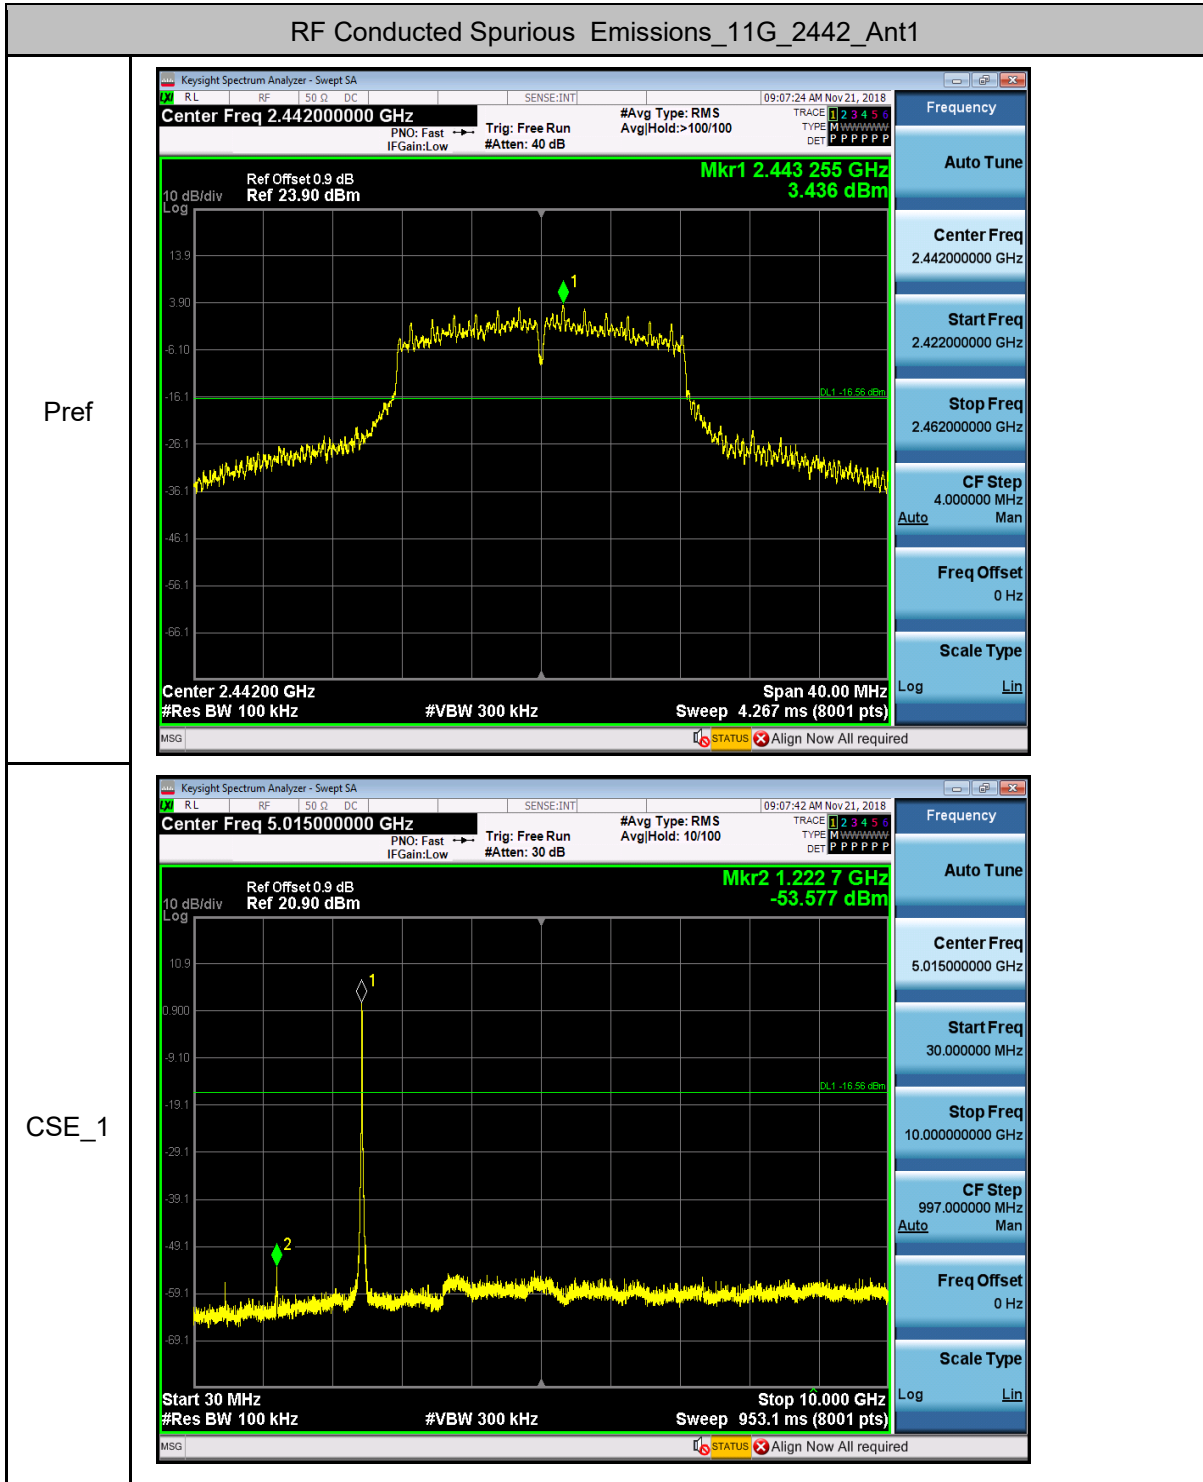 RF Conducted Spurious Emissions_11G_2442_Ant1
Pref
Keysight Spectrum Analyzer - Swept SA
LXI RL RF 50 Ω DC SENSE:INT 09:07:24 AM Nov 21, 2018
Center Freq 2.442000000 GHz
PNO: Fast
IFGain:Low
Trig: Free Run
#Atten: 40 dB
#Avg Type: RMS
Avg|Hold:>100/100
TRACE 1 2 3 4 5 6
TYPE M W W W W W
DET P P P P P P
Mkr1 2.443 255 GHz
3.436 dBm
Ref Offset 0.9 dB
10 dB/div Ref 23.90 dBm
Log
13.9
3.90
-6.10
-16.1
-26.1
-36.1
-46.1
-56.1
-66.1
1
DL1 -16.56 dBm
Center 2.44200 GHz Span 40.00 MHz
#Res BW 100 kHz #VBW 300 kHz Sweep 4.267 ms (8001 pts)
MSG STATUS Align Now All required
Frequency
Auto Tune
Center Freq
2.442000000 GHz
Start Freq
2.422000000 GHz
Stop Freq
2.462000000 GHz
CF Step
4.000000 MHz
Auto Man
Freq Offset
0 Hz
Scale Type
Log Lin
CSE_1
Keysight Spectrum Analyzer - Swept SA
LXI RL RF 50 Ω DC SENSE:INT 09:07:42 AM Nov 21, 2018
Center Freq 5.015000000 GHz
PNO: Fast
IFGain:Low
Trig: Free Run
#Atten: 30 dB
#Avg Type: RMS
Avg|Hold: 10/100
TRACE 1 2 3 4 5 6
TYPE M W W W W W
DET P P P P P P
Mkr2 1.222 7 GHz
-53.577 dBm
Ref Offset 0.9 dB
10 dB/div Ref 20.90 dBm
Log
10.9
0.900
-9.10
-19.1
-29.1
-39.1
-49.1
-59.1
-69.1
1
2
DL1 -16.56 dBm
Start 30 MHz Stop 10.000 GHz
#Res BW 100 kHz #VBW 300 kHz Sweep 953.1 ms (8001 pts)
MSG STATUS Align Now All required
Frequency
Auto Tune
Center Freq
5.015000000 GHz
Start Freq
30.000000 MHz
Stop Freq
10.000000000 GHz
CF Step
997.000000 MHz
Auto Man
Freq Offset
0 Hz
Scale Type
Log Lin